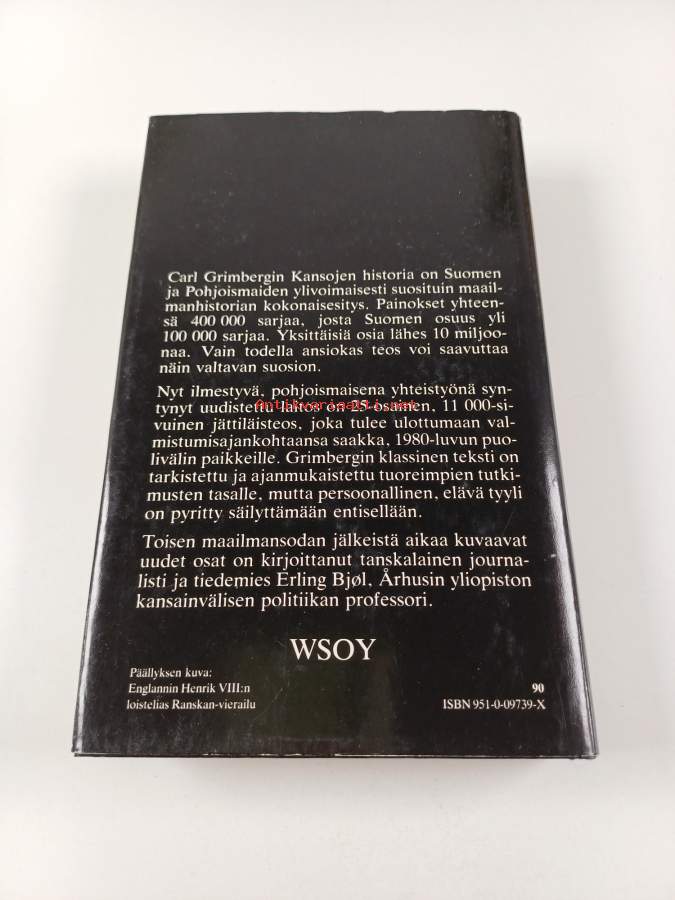 Carl Grimbergin Kansojen historia on Suomen
ja Pohjoismaiden ylivoimaisesti suosituin maail-
manhistorian kokonaisesitys. Painokset yhteen-
sä 400 000 sarjaa, josta Suomen osuus yli
100 000 sarjaa. Yksittäisiä osia lähes 10 miljoo-
naa. Vain todella ansiokas teos voi saavuttaa
näin valtavan suosion.
Nyt ilmestyvä, pohjoismaisena yhteistyönä syn-
tynyt uudistettu laitos on 25-osainen, 11 000-si-
Antikvariaatti.net
vuinen jättiläisteos, joka tulee ulottumaan val-
mistumisajankohtaansa saakka, 1980-luvun puo-
livälin paikkeille. Grimbergin klassinen teksti on
tarkistettu ja ajanmukaistettu tuoreimpien tutki-
musten tasalle, mutta persoonallinen, elävä tyyli
on pyritty säilyttämään entisellään.
Toisen maailmansodan jälkeistä aikaa kuvaavat
uudet osat on kirjoittanut tanskalainen journa-
listi ja tiedemies Erling Bjøl, Århusin yliopiston
kansainvälisen politiikan professori.
WSOY
Päällyksen kuva:
Englannin Henrik VIII:n
loistelias Ranskan-vierailu
90
ISBN 951-0-09739-X